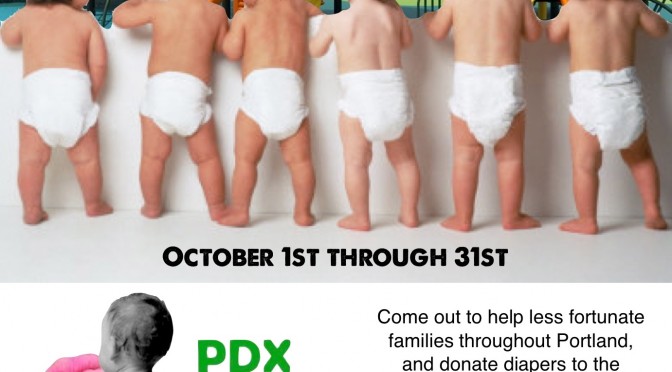 OCTOBER 1ST THROUGH 31ST
PDX
Come out to help less fortunate
families throughout Portland,
and donate diapers to the